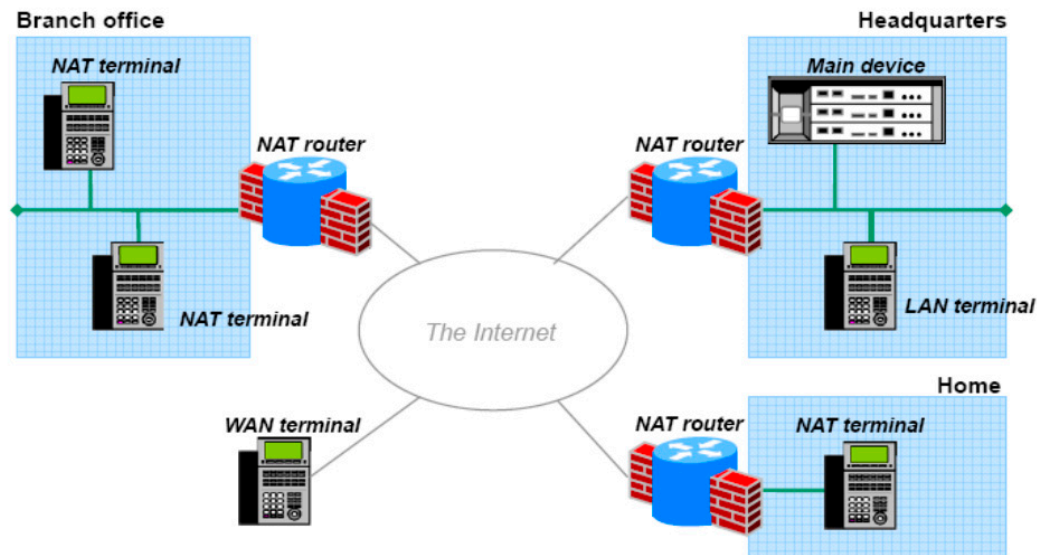 Branch office
Headquarters
NAT terminal
Main device
NAT router
NAT router
NAT terminal
LAN terminal
The Internet
Home
WAN terminal
NAT router
NAT terminal